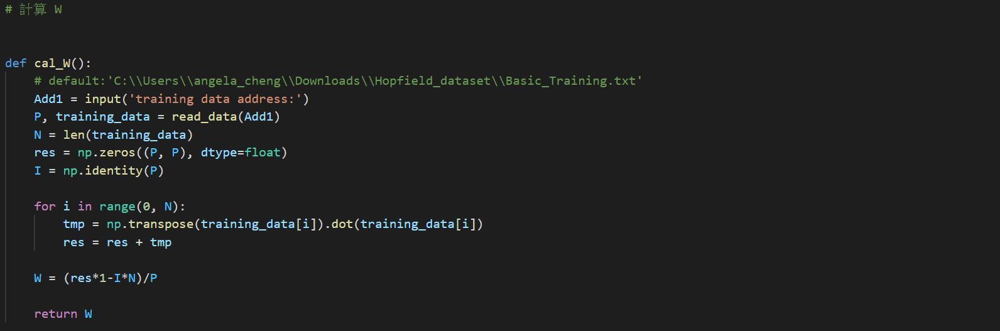 # 計算 W
def cal_W():
    # default:'C:\\Users\\angela_cheng\\Downloads\\Hopfield_dataset\\Basic_Training.txt'
    Add1 = input('training data address:')
    P, training_data = read_data(Add1)
    N = len(training_data)
    res = np.zeros((P, P), dtype=float)
    I = np.identity(P)
    for i in range(0, N):
        tmp = np.transpose(training_data[i]).dot(training_data[i])
        res = res + tmp
    W = (res*1-I*N)/P
    return W